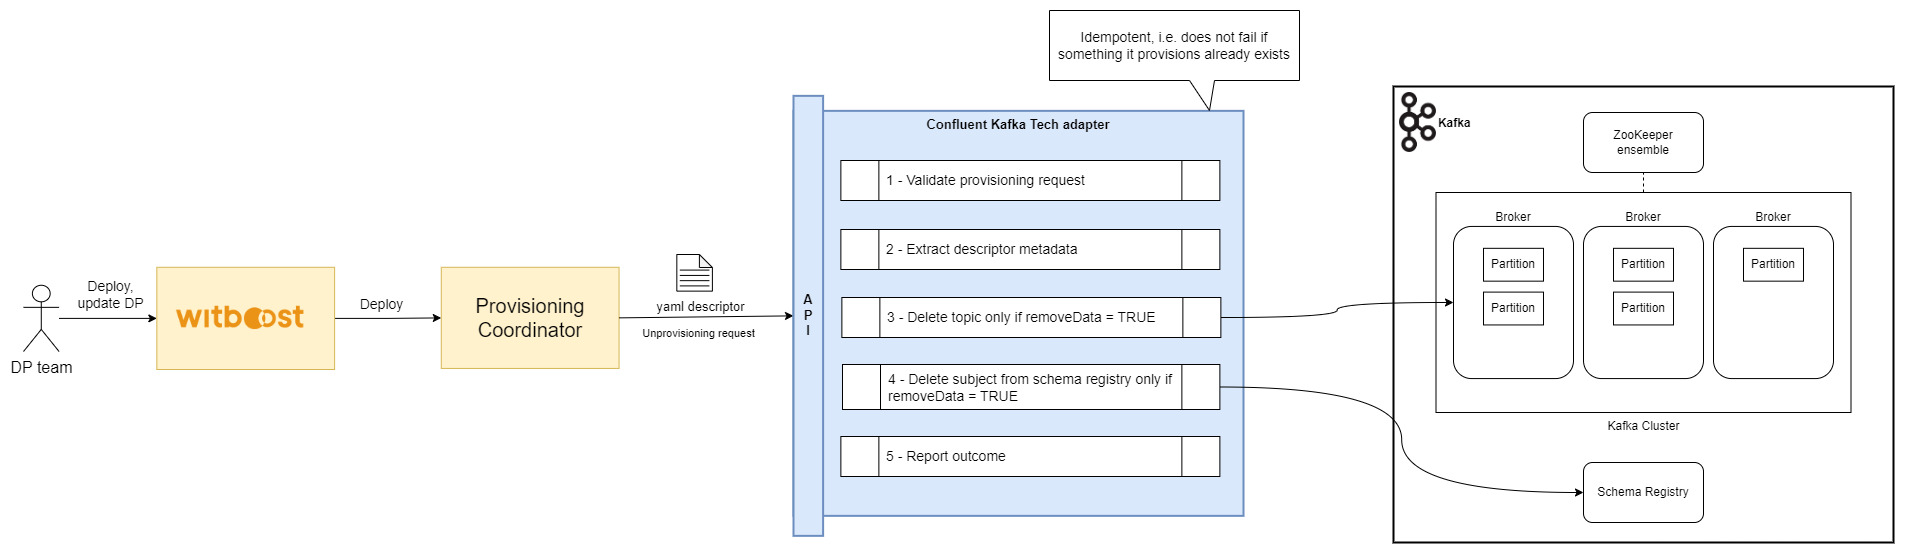 Idempotent, i.e. does not fail if
something it provisions already exists
Kafka
ZooKeeper
ensemble
Confluent Kafka Tech adapter
1 - Validate provisioning request
2 - Extract descriptor metadata
3 - Delete topic only if removeData = TRUE
4 - Delete subject from schema registry only if
removeData = TRUE
5 - Report outcome
A
P
I
Deploy,
update DP
DP team
witboost
Deploy
Provisioning
Coordinator
yaml descriptor
Unprovisioning request
Broker
Broker
Broker
Partition
Partition
Partition
Partition
Partition
Kafka Cluster
Schema Registry